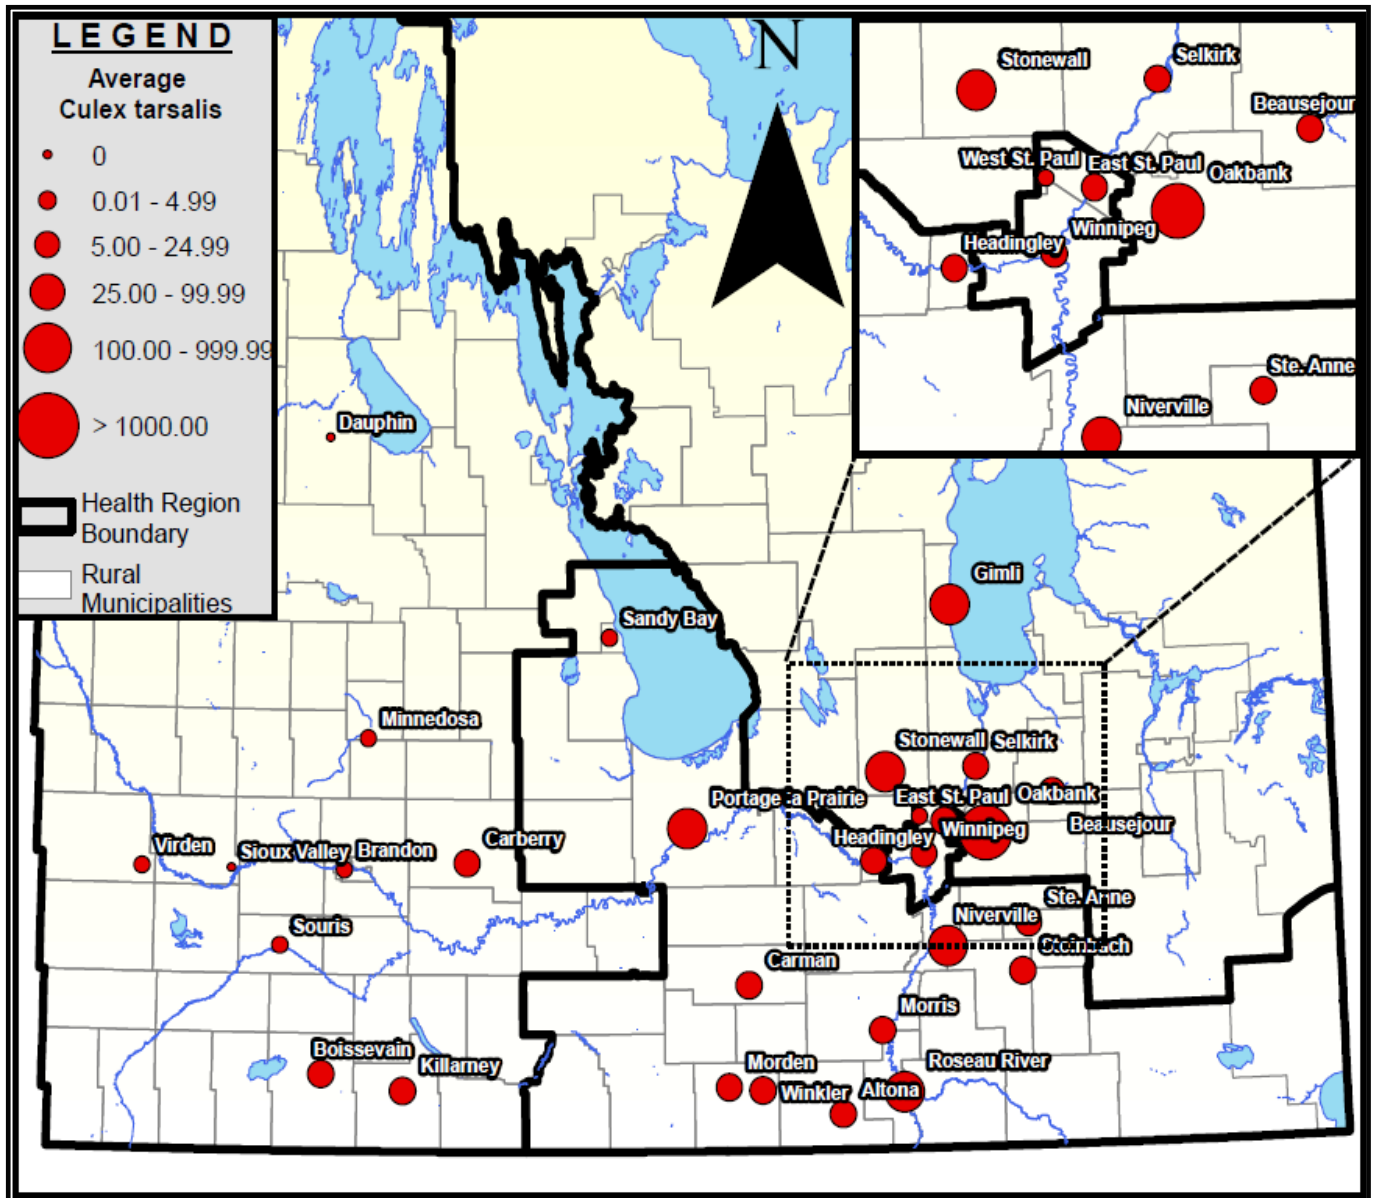 LEGEND
Average
Culex tarsalis
0
0.01 - 4.99
5.00 - 24.99
25.00 - 99.99
100.00 - 999.99
> 1000.00
Health Region
Boundary
Rural
Municipalities
N
Stonewall
Selkirk
Beausejour
West St. Paul
East St. Paul
Oakbank
Winnipeg
Headingley
Ste. Anne
Niverville
Dauphin
Gimli
Sandy Bay
Minnedosa
Stonewall
Selkirk
Portage la Prairie
East St. Paul
Oakbank
Headingley
Winnipeg
Beausejour
Virden
Sioux Valley
Brandon
Carberry
Ste. Anne
Niverville
Souris
Steinbach
Carman
Morris
Boissevain
Killarney
Morden
Roseau River
Winkler
Altona